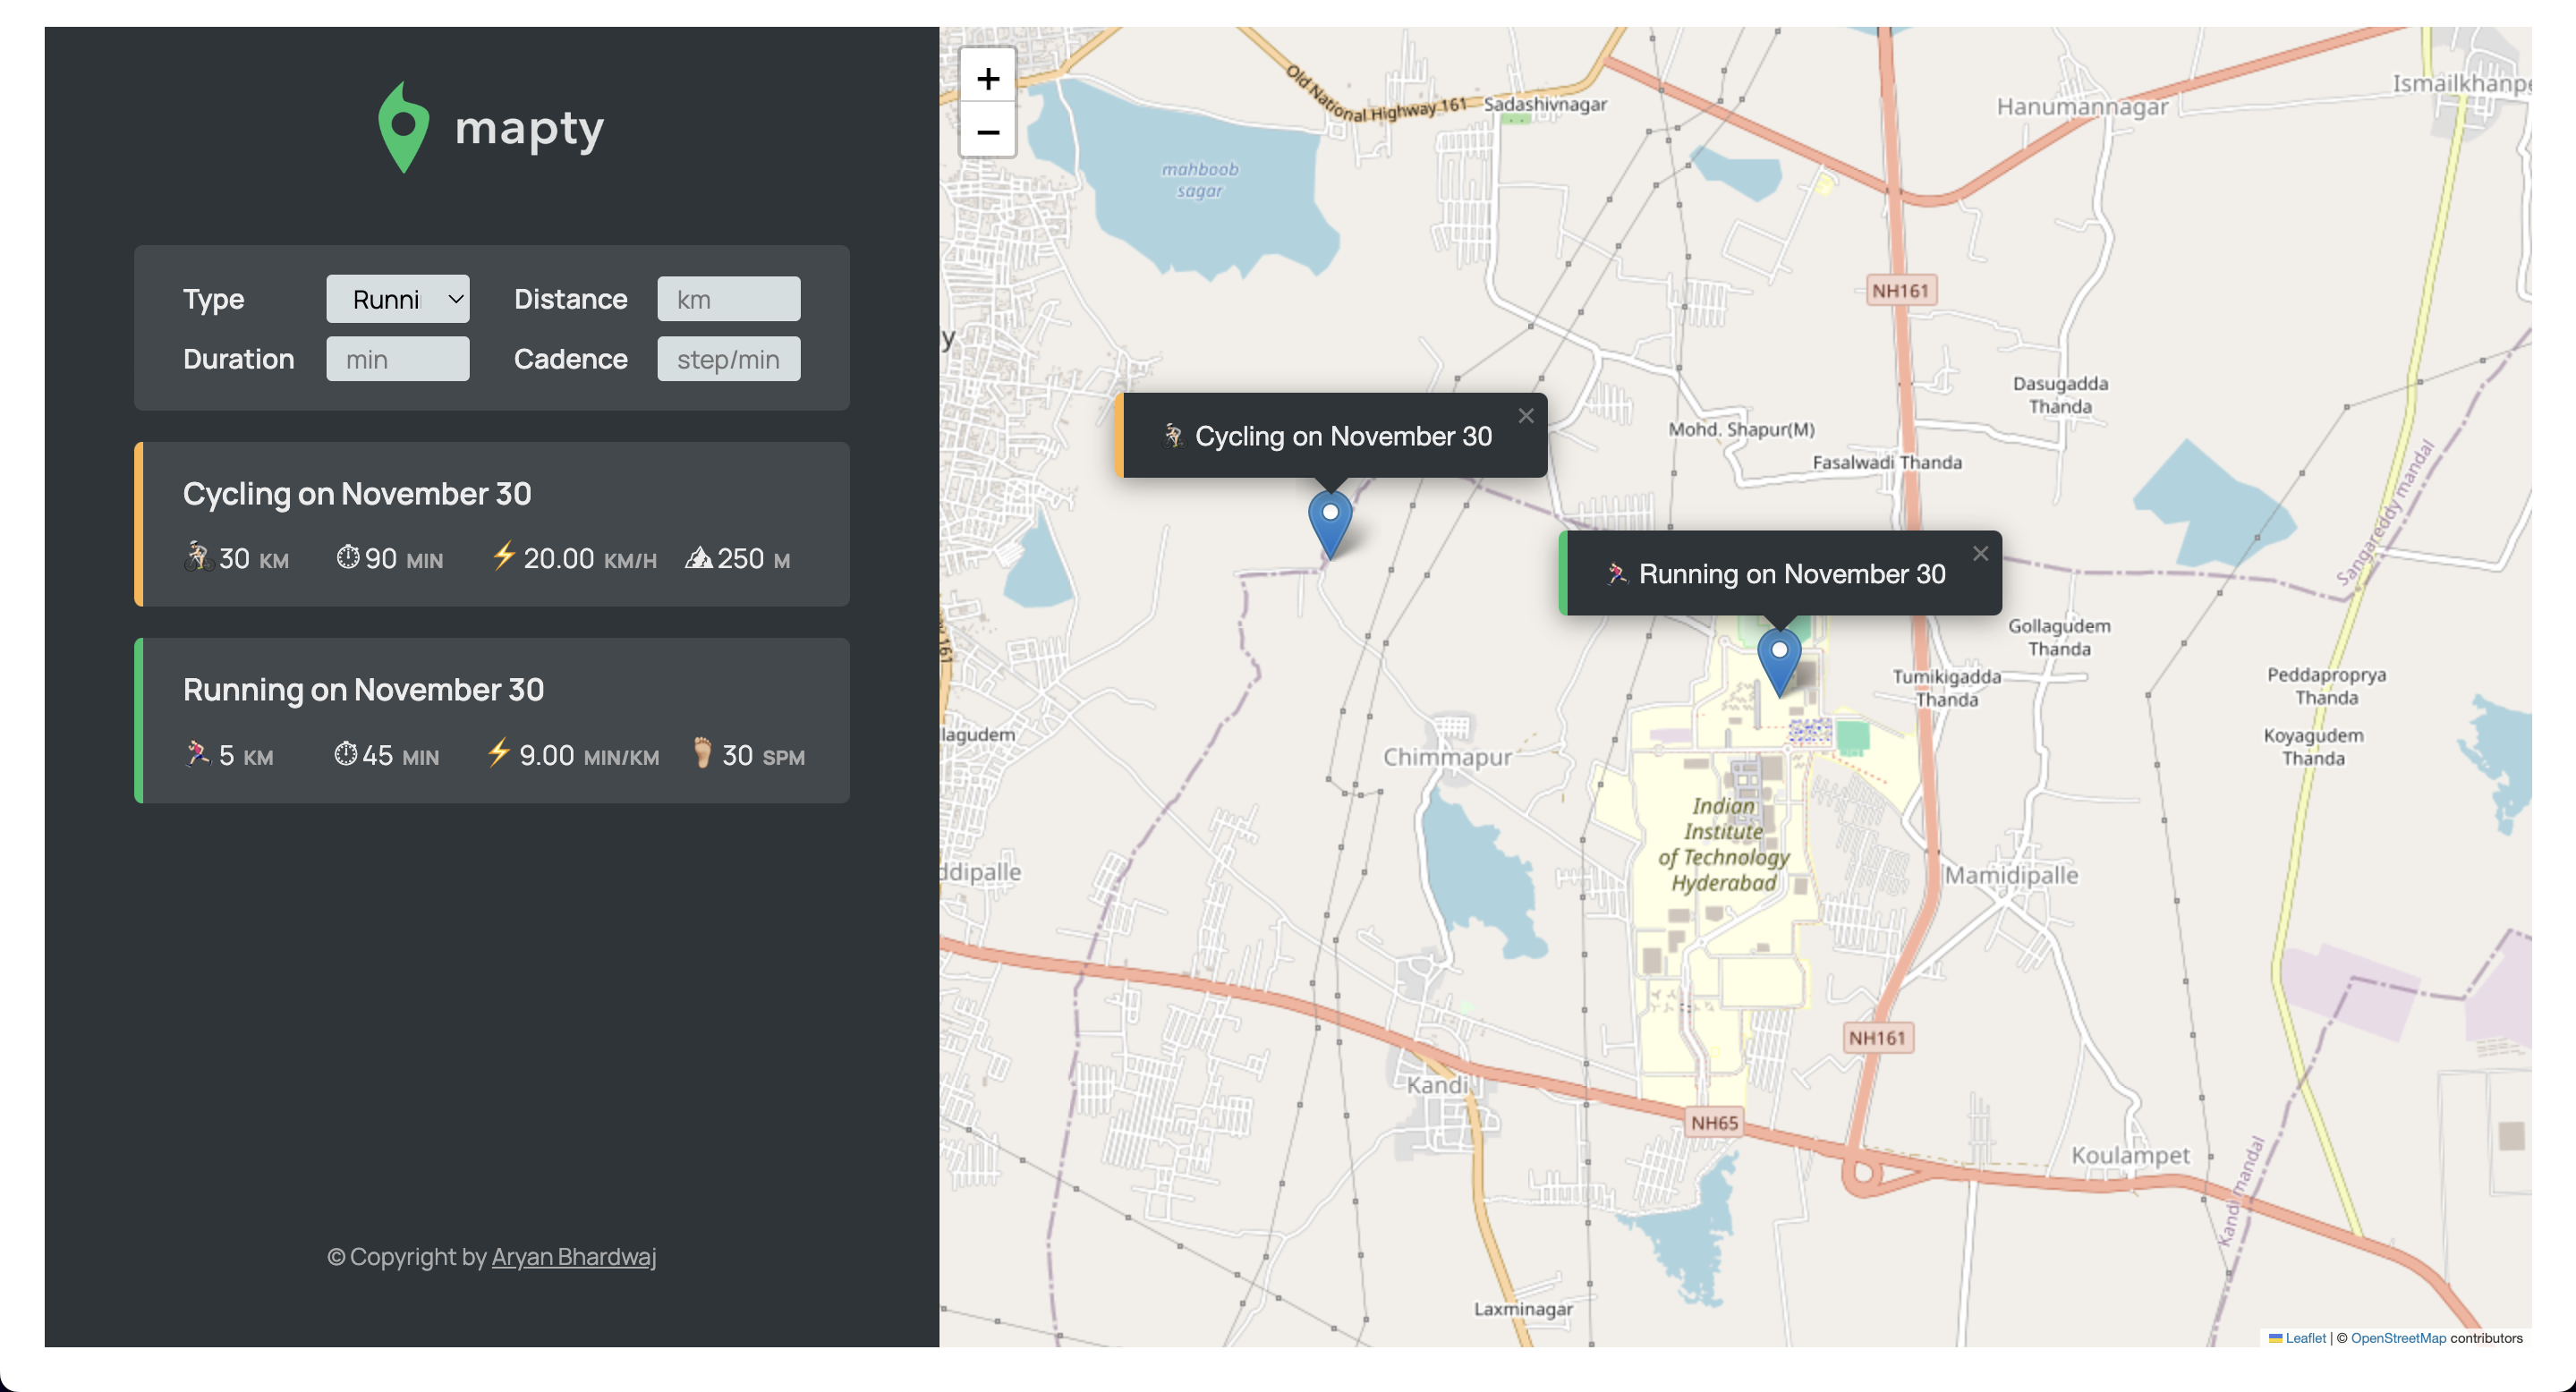 mapty
Type
Runni
Distance
km
Duration
min
Cadence
step/min
Cycling on November 30
30 KM
90 MIN
20.00 KM/H
250 M
Running on November 30
5 KM
45 MIN
9.00 MIN/KM
30 SPM
© Copyright by Aryan Bhardwaj
+
−
Old National Highway 161
Sadashivnagar
Hanumannagar
Ismailkhanpe
mahboob
sagar
NH161
y
Dasugadda
Thanda
Mohd. Shapur(M)
Fasalwadi Thanda
Cycling on November 30
×
Sangareddy mandal
Running on November 30
×
Gollagudem
Thanda
161
Tumikigadda
Thanda
Peddaproprya
Thanda
lagudem
Koyagudem
Thanda
Chimmapur
Indian
Institute
of Technology
Hyderabad
ddipalle
Mamidipalle
NH161
Kandi
NH65
Koulampet
Kandi mandal
Laxminagar
Leaflet | © OpenStreetMap contributors